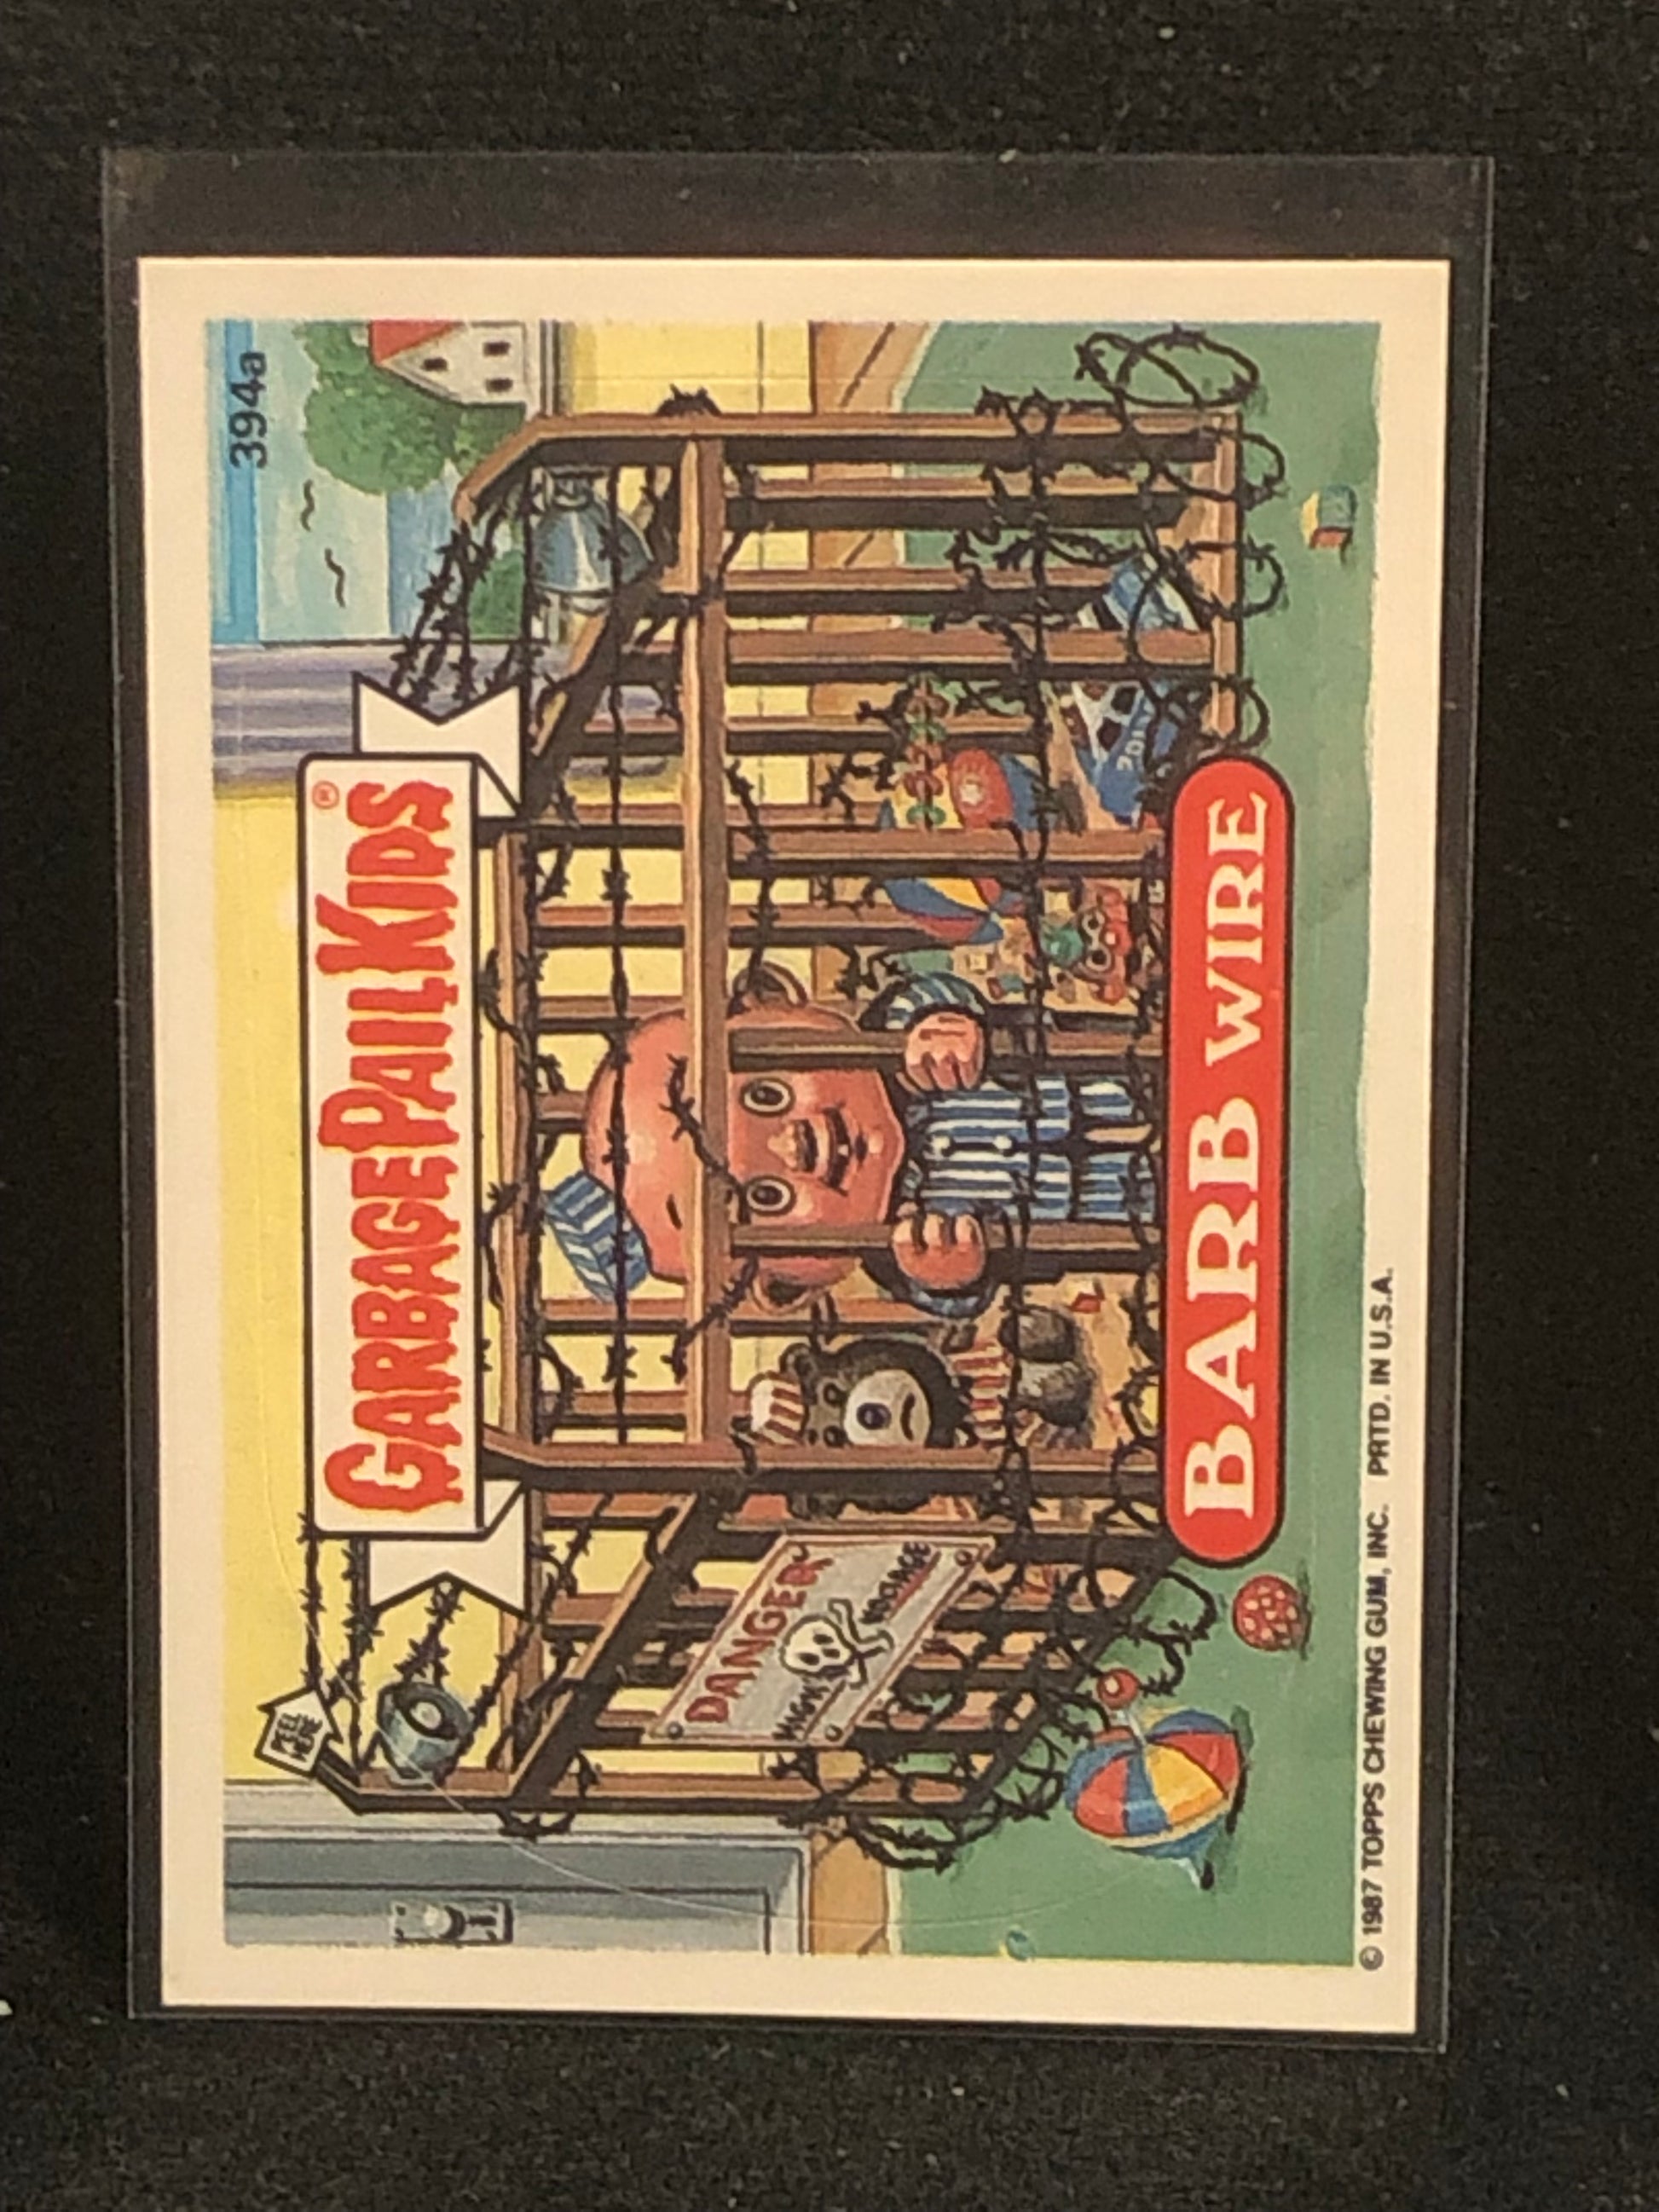 394a
GARBAGE PAIL KIDS ®
PEEL
HERE
DANGER
HIGH VOLTAGE
BARB WIRE
© 1987 TOPPS CHEWING GUM, INC. PRTD. IN U.S.A.